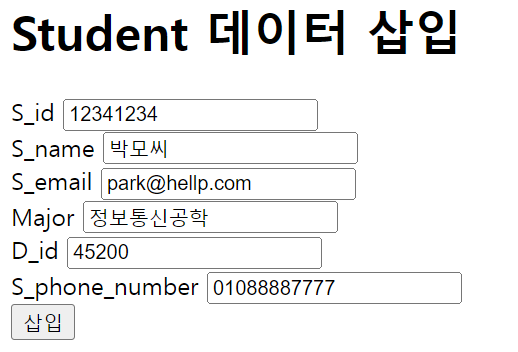 Student 데이터 삽입
S_id 12341234
S_name 박모씨
S_email park@hellp.com
Major 정보통신공학
D_id 45200
S_phone_number 01088887777
삽입